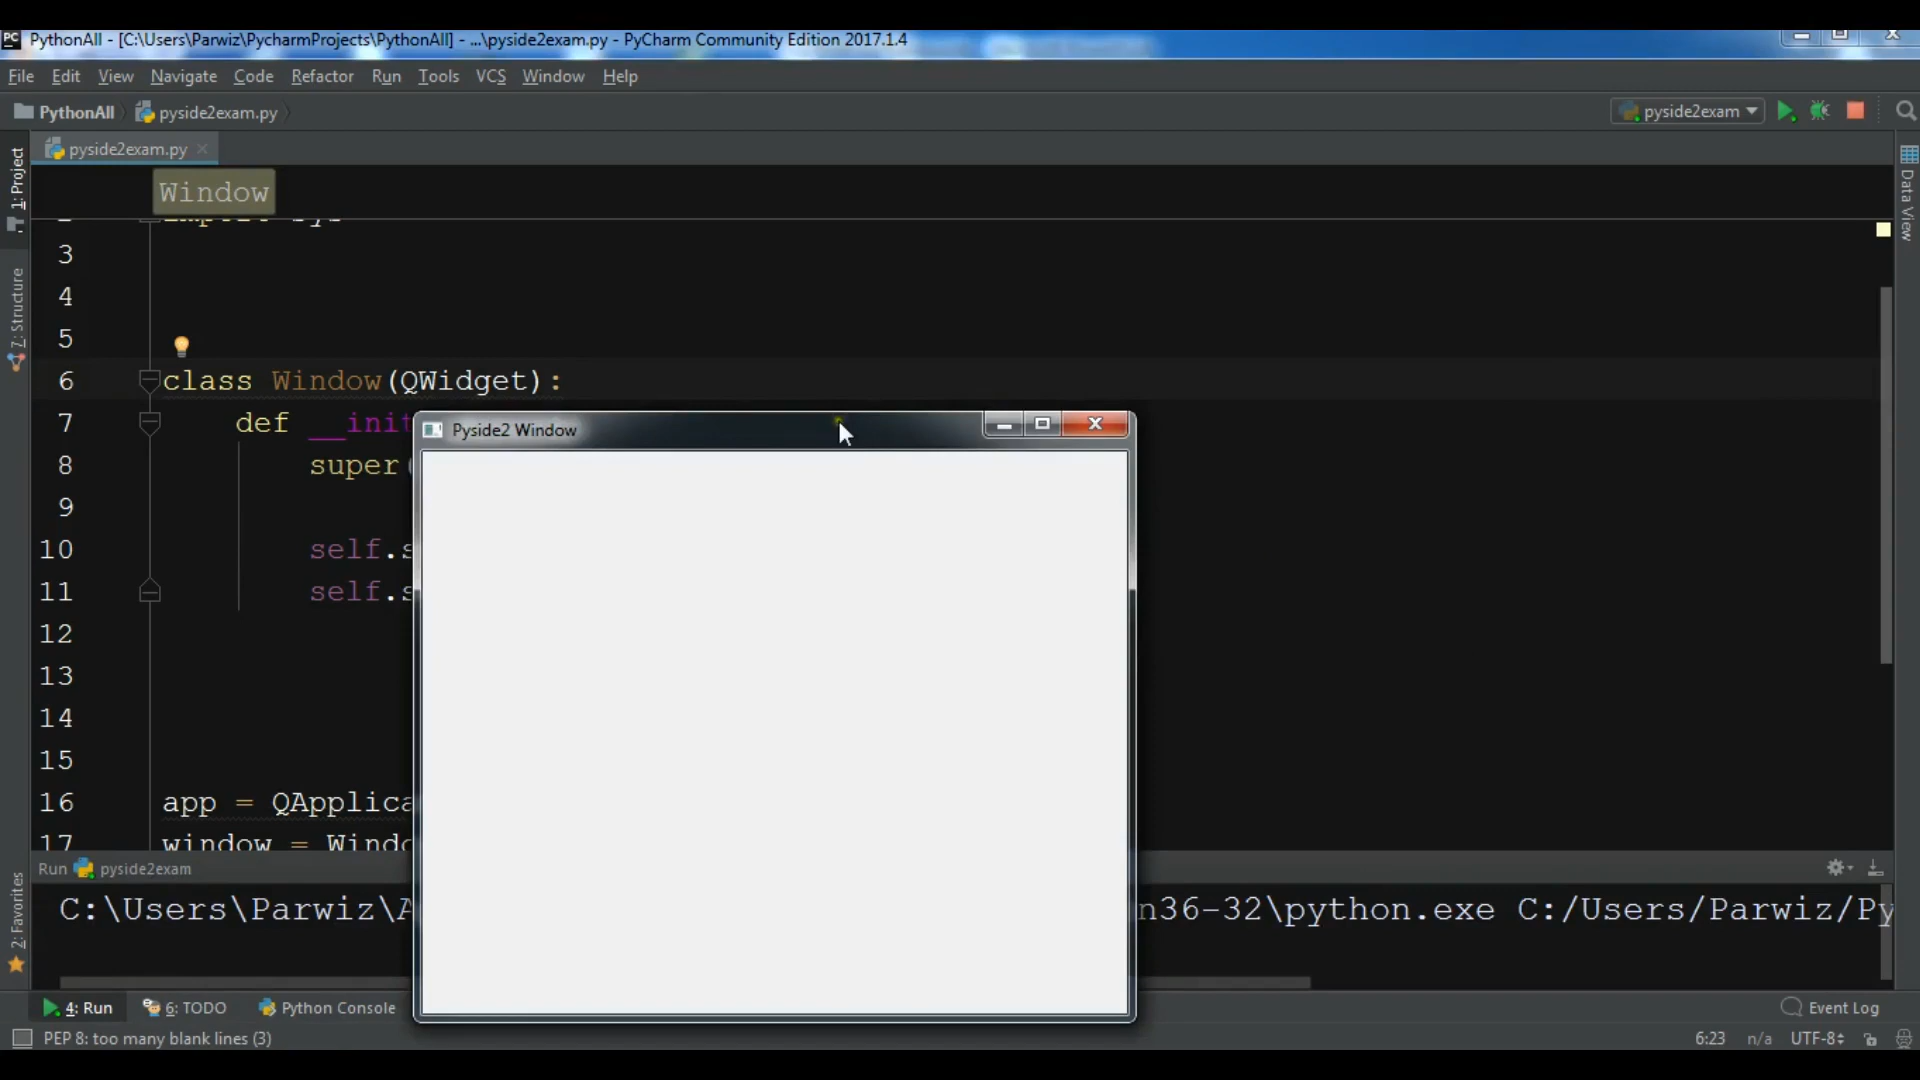 PythonAll - [C:\Users\Parwiz\PycharmProjects\PythonAll] - ...\pyside2exam.py - PyCharm Community Edition 2017.1.4
File Edit View Navigate Code Refactor Run Tools VCS Window Help
PythonAll pyside2exam.py pyside2exam
pyside2exam.py
Window
3
4
5
6 class Window(QWidget):
7 def __init
8 super
9
10 self.s
11 self.s
12
13
14
15
16 app = QApplica
17 window = Windo
Pyside2 Window
1: Project
7: Structure
2: Favorites
Data View
Run pyside2exam
C:\Users\Parwiz\A n36-32\python.exe C:/Users/Parwiz/Py
4: Run 6: TODO Python Console Event Log
PEP 8: too many blank lines (3) 6:23 n/a UTF-8